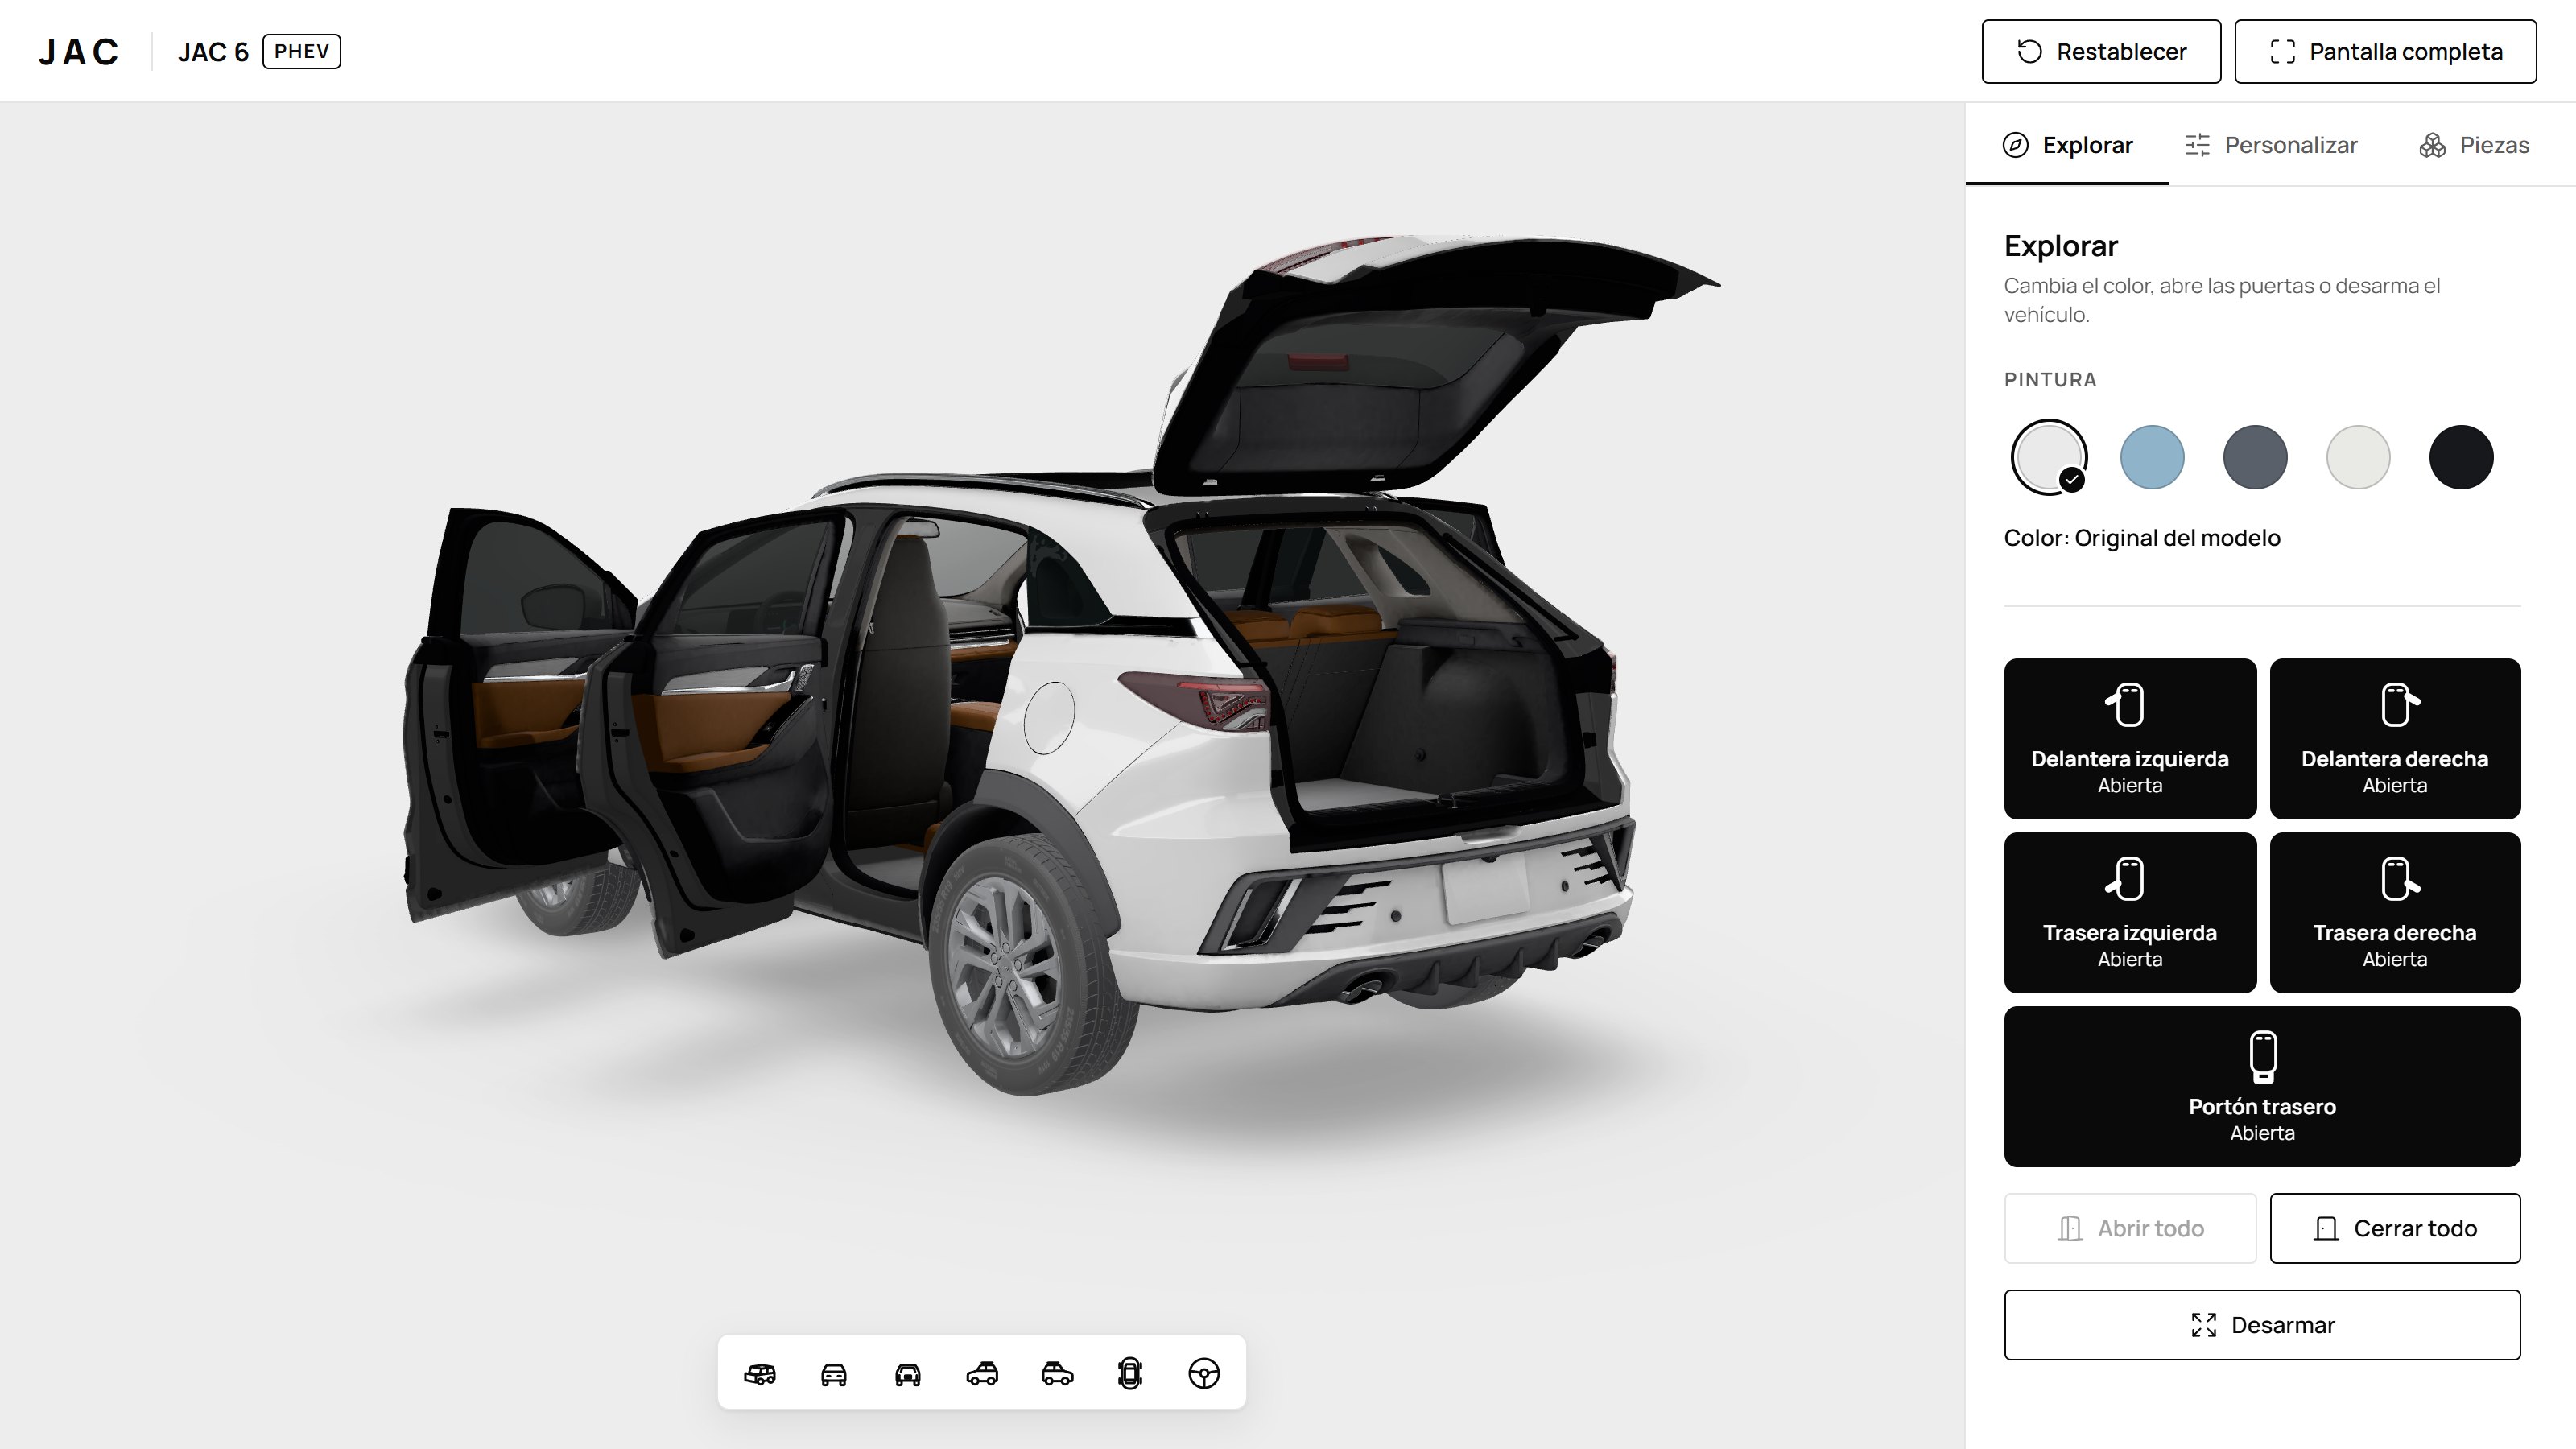 JAC
JAC 6 PHEV
Restablecer
Pantalla completa
Explorar
Personalizar
Piezas
Explorar
Cambia el color, abre las puertas o desarma el
vehículo.
PINTURA
Color: Original del modelo
Delantera izquierda
Abierta
Delantera derecha
Abierta
Trasera izquierda
Abierta
Trasera derecha
Abierta
Portón trasero
Abierta
Abrir todo
Cerrar todo
Desarmar